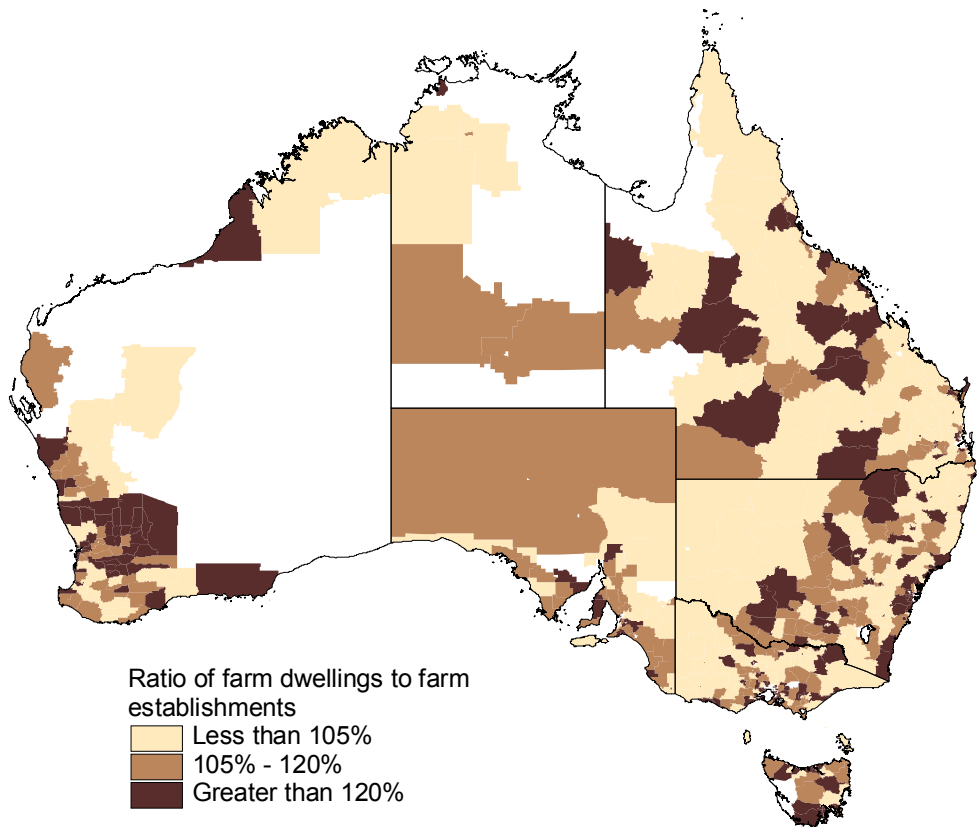 Ratio of farm dwellings to farm
establishments
Less than 105%
105% - 120%
Greater than 120%